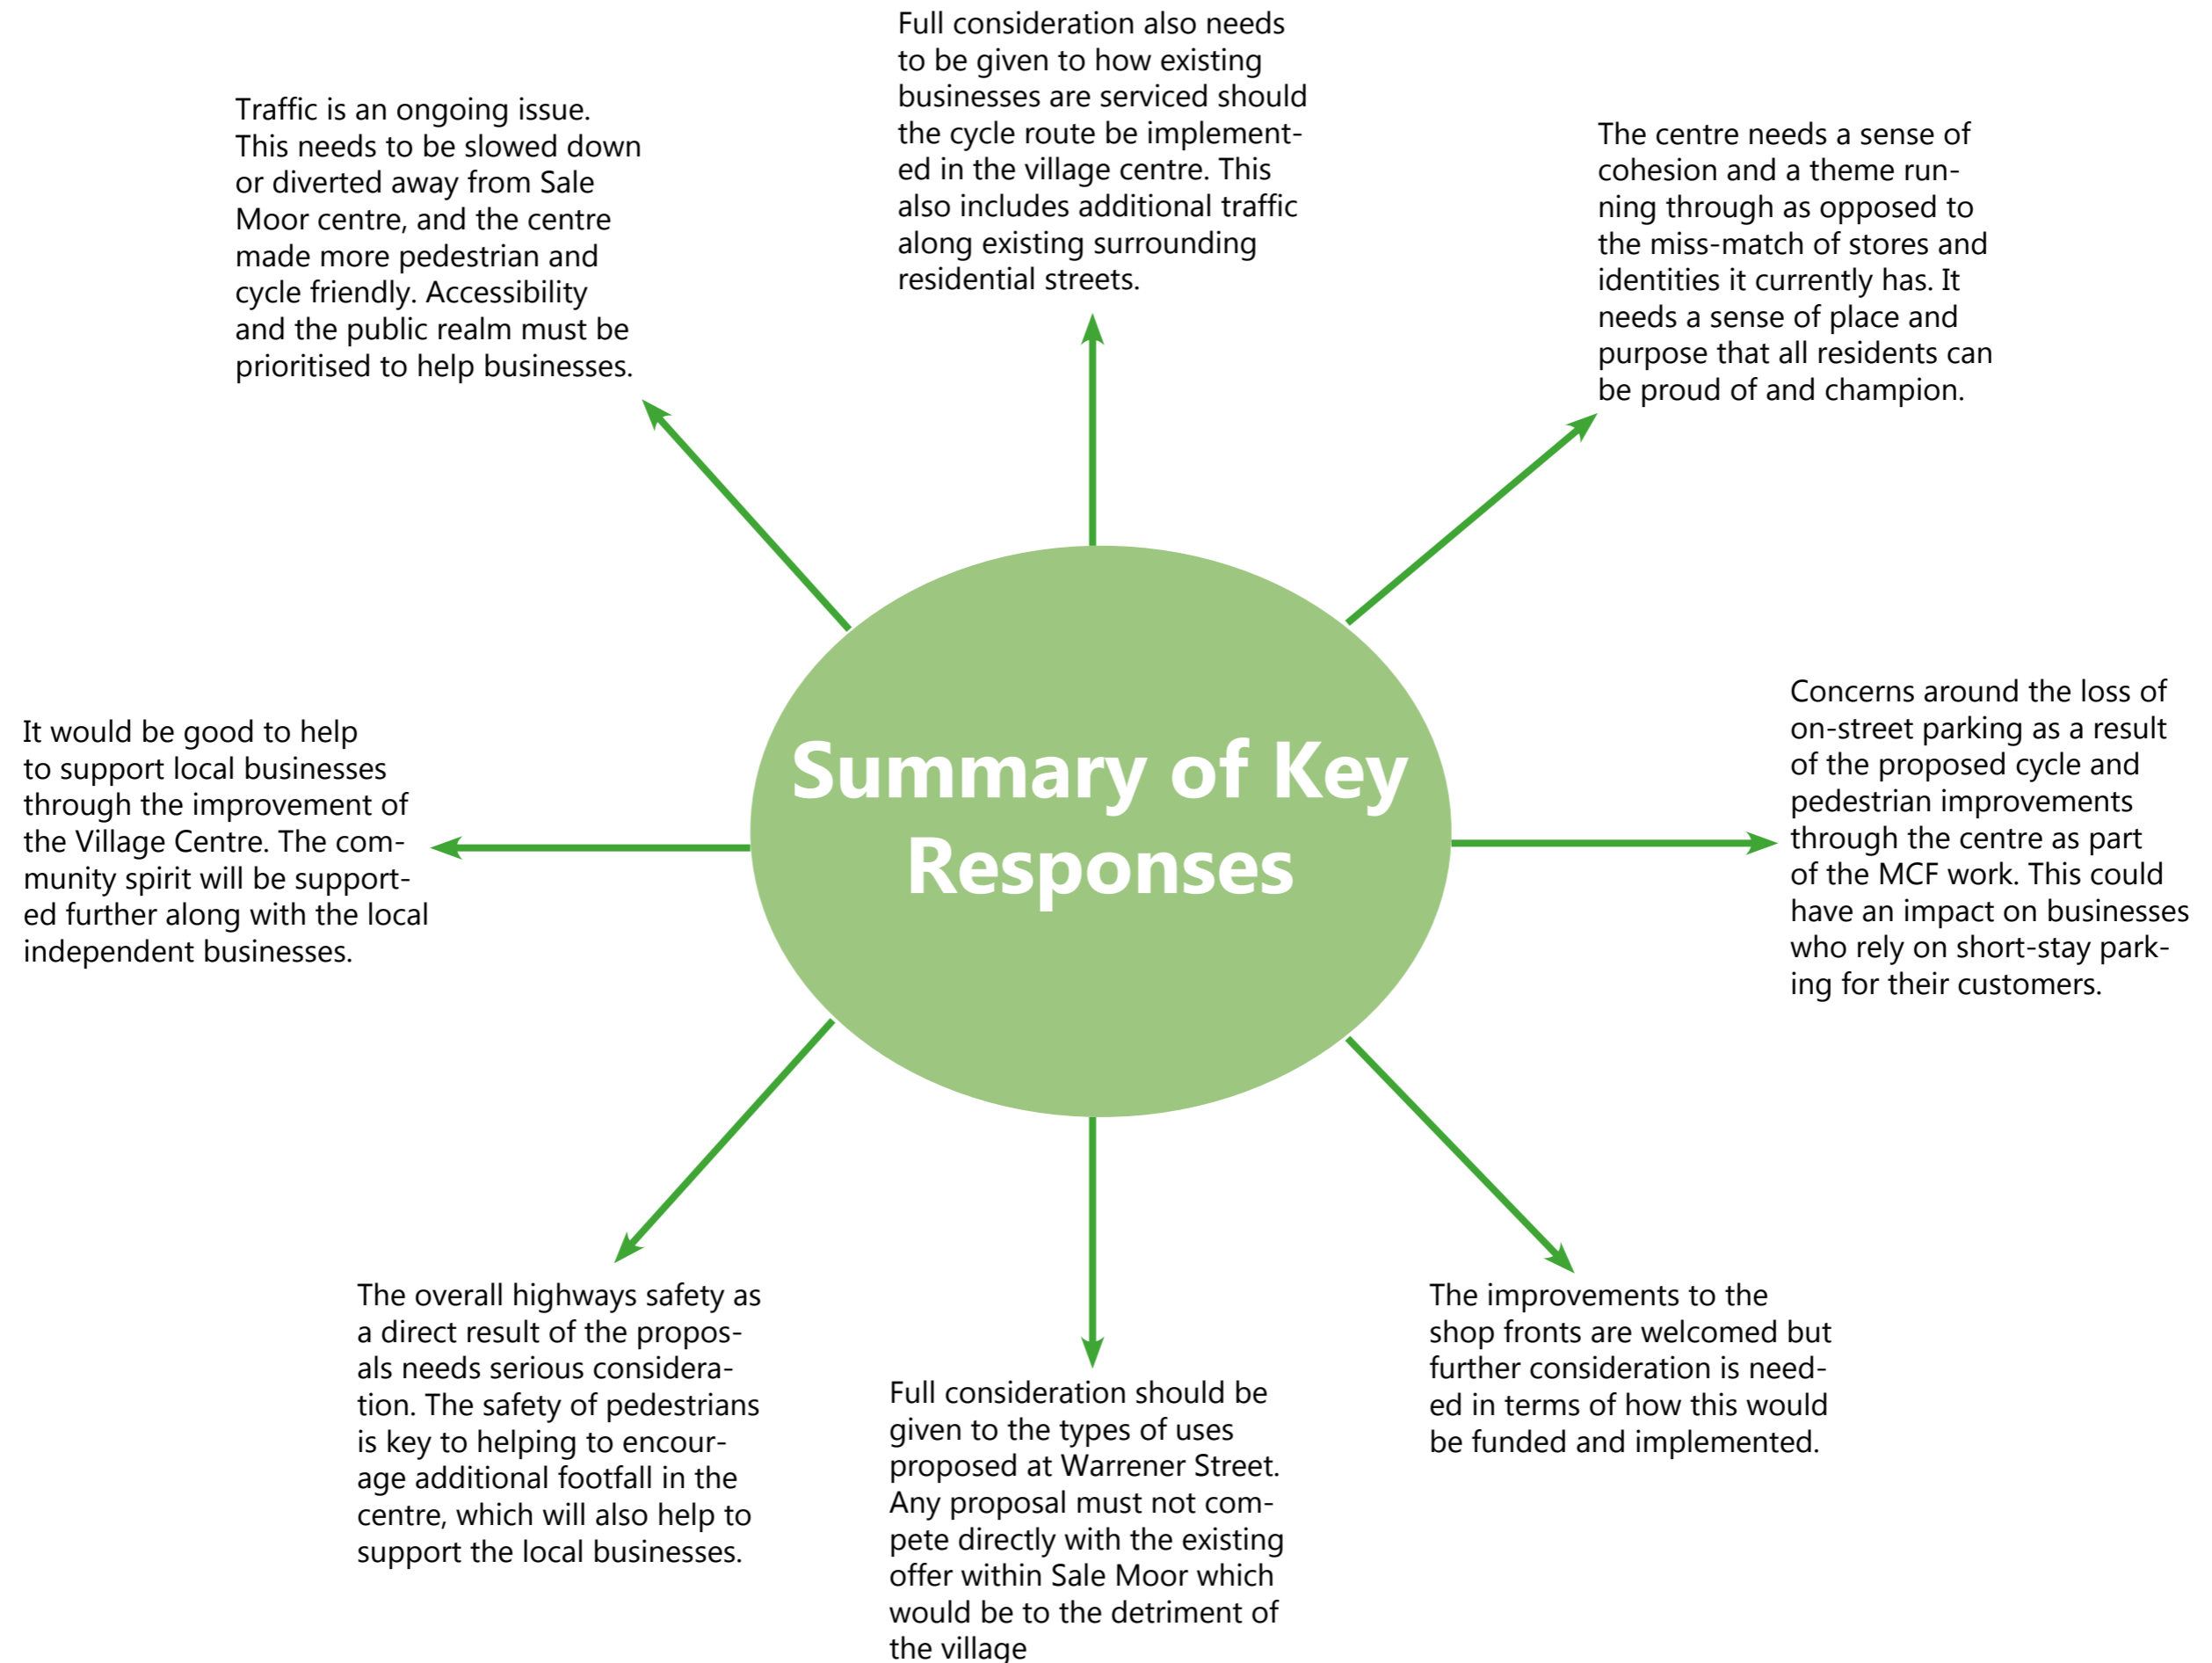 Full consideration also needs
to be given to how existing
businesses are serviced should
the cycle route be implement-
ed in the village centre. This
also includes additional traffic
along existing surrounding
residential streets.
Traffic is an ongoing issue.
This needs to be slowed down
or diverted away from Sale
Moor centre, and the centre
made more pedestrian and
cycle friendly. Accessibility
and the public realm must be
prioritised to help businesses.
The centre needs a sense of
cohesion and a theme run-
ning through as opposed to
the miss-match of stores and
identities it currently has. It
needs a sense of place and
purpose that all residents can
be proud of and champion.
It would be good to help
to support local businesses
through the improvement of
the Village Centre. The com-
munity spirit will be support-
ed further along with the local
independent businesses.
Summary of Key
Responses
Concerns around the loss of
on-street parking as a result
of the proposed cycle and
pedestrian improvements
through the centre as part
of the MCF work. This could
have an impact on businesses
who rely on short-stay park-
ing for their customers.
The overall highways safety as
a direct result of the propos-
als needs serious considera-
tion. The safety of pedestrians
is key to helping to encour-
age additional footfall in the
centre, which will also help to
support the local businesses.
Full consideration should be
given to the types of uses
proposed at Warrener Street.
Any proposal must not com-
pete directly with the existing
offer within Sale Moor which
would be to the detriment of
the village
The improvements to the
shop fronts are welcomed but
further consideration is need-
ed in terms of how this would
be funded and implemented.